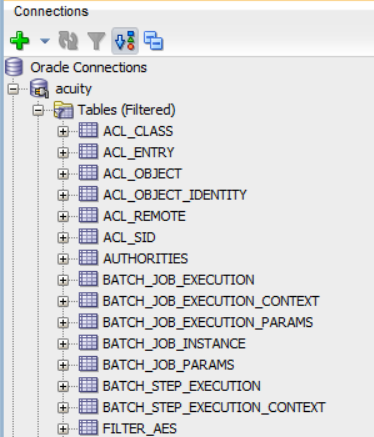 Connections
Oracle Connections
acuity
Tables (Filtered)
ACL_CLASS
ACL_ENTRY
ACL_OBJECT
ACL_OBJECT_IDENTITY
ACL_REMOTE
ACL_SID
AUTHORITIES
BATCH_JOB_EXECUTION
BATCH_JOB_EXECUTION_CONTEXT
BATCH_JOB_EXECUTION_PARAMS
BATCH_JOB_INSTANCE
BATCH_JOB_PARAMS
BATCH_STEP_EXECUTION
BATCH_STEP_EXECUTION_CONTEXT
FILTER_AES